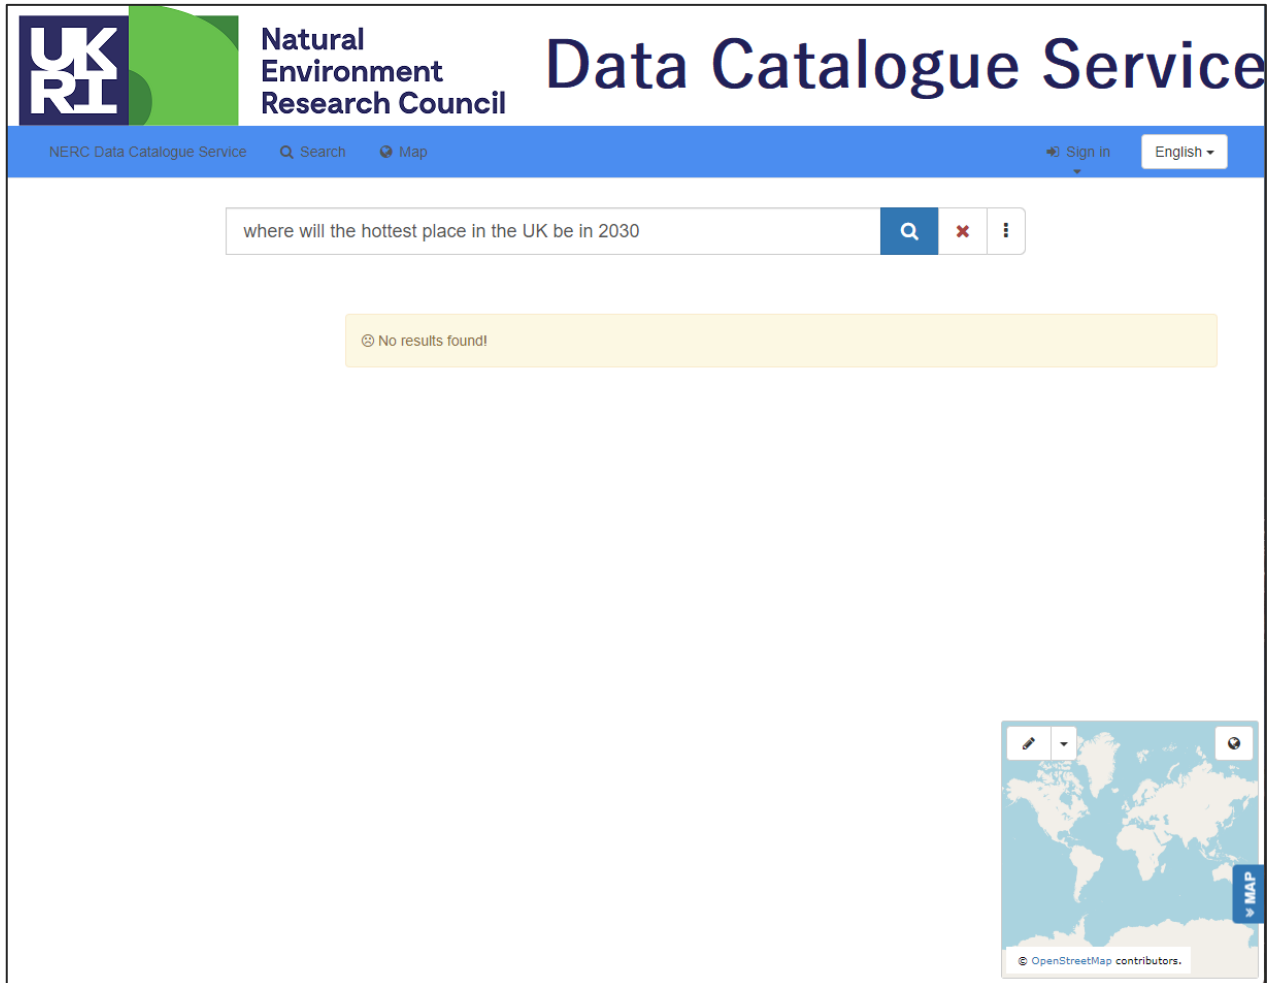 UK
RI
Natural
Environment
Research Council
Data Catalogue Service
NERC Data Catalogue Service Search Map Sign in English
where will the hottest place in the UK be in 2030
No results found!
MAP
© OpenStreetMap contributors.